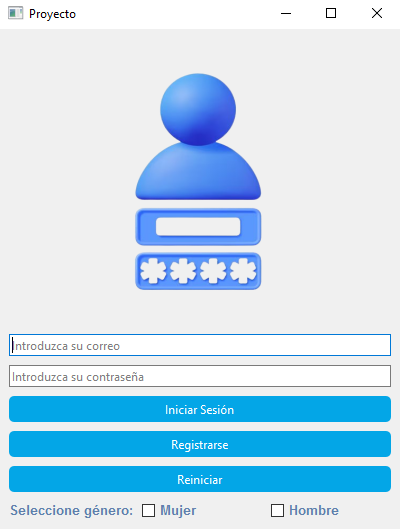 Proyecto
Introduzca su correo
Introduzca su contraseña
Iniciar Sesión
Registrarse
Reiniciar
Seleccione género: Mujer Hombre